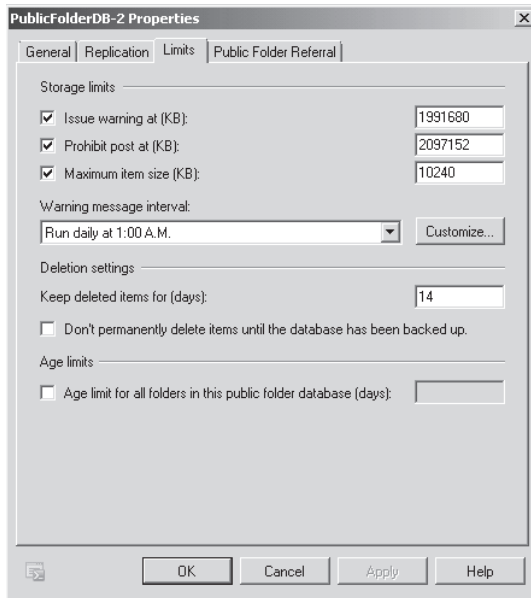 PublicFolderDB-2 Properties
General Replication Limits Public Folder Referral
Storage limits
Issue warning at (KB): 1991680
Prohibit post at (KB): 2097152
Maximum item size (KB): 10240
Warning message interval:
Run daily at 1:00 A.M. Customize...
Deletion settings
Keep deleted items for (days): 14
Don't permanently delete items until the database has been backed up.
Age limits
Age limit for all folders in this public folder database (days):
OK Cancel Apply Help